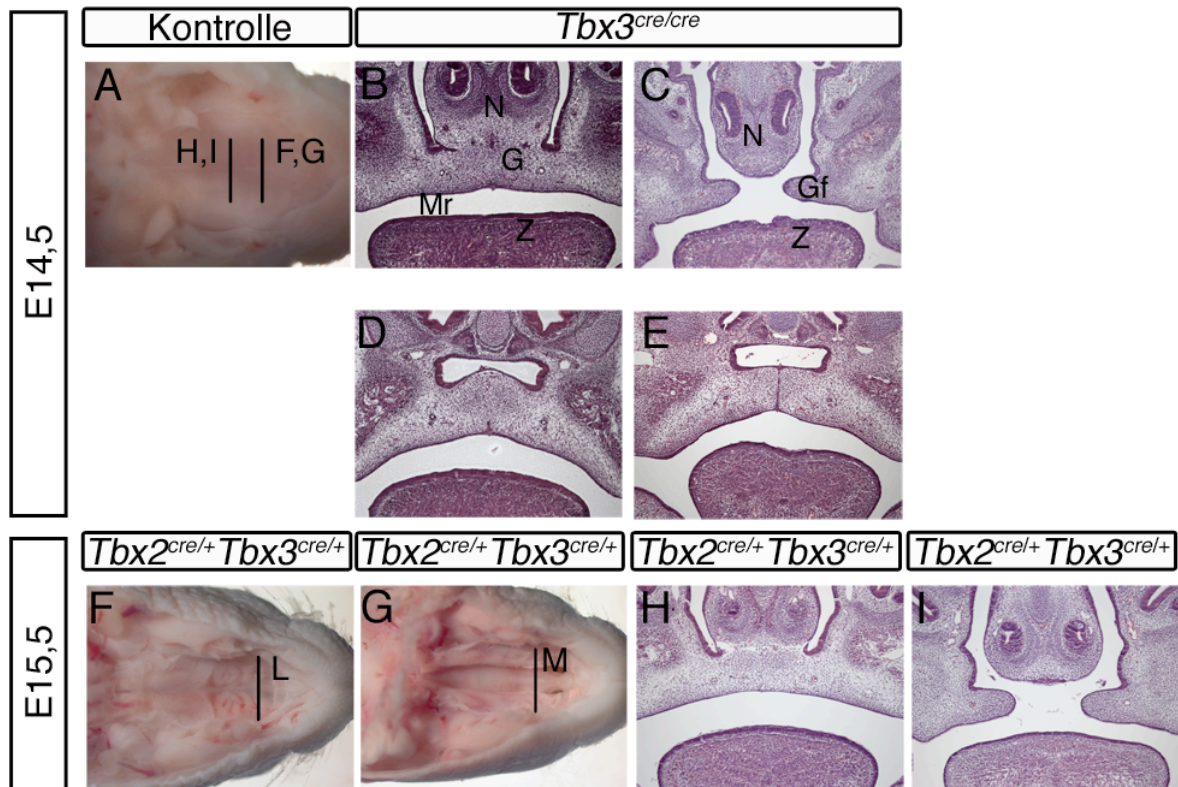 Kontrolle
Tbx3cre/cre
E14,5
A
H,I
F,G
B
N
G
Mr
Z
C
N
Gf
Z
D
E
E15,5
Tbx2cre/+ Tbx3cre/+
Tbx2cre/+ Tbx3cre/+
Tbx2cre/+ Tbx3cre/+
Tbx2cre/+ Tbx3cre/+
F
L
G
M
H
I